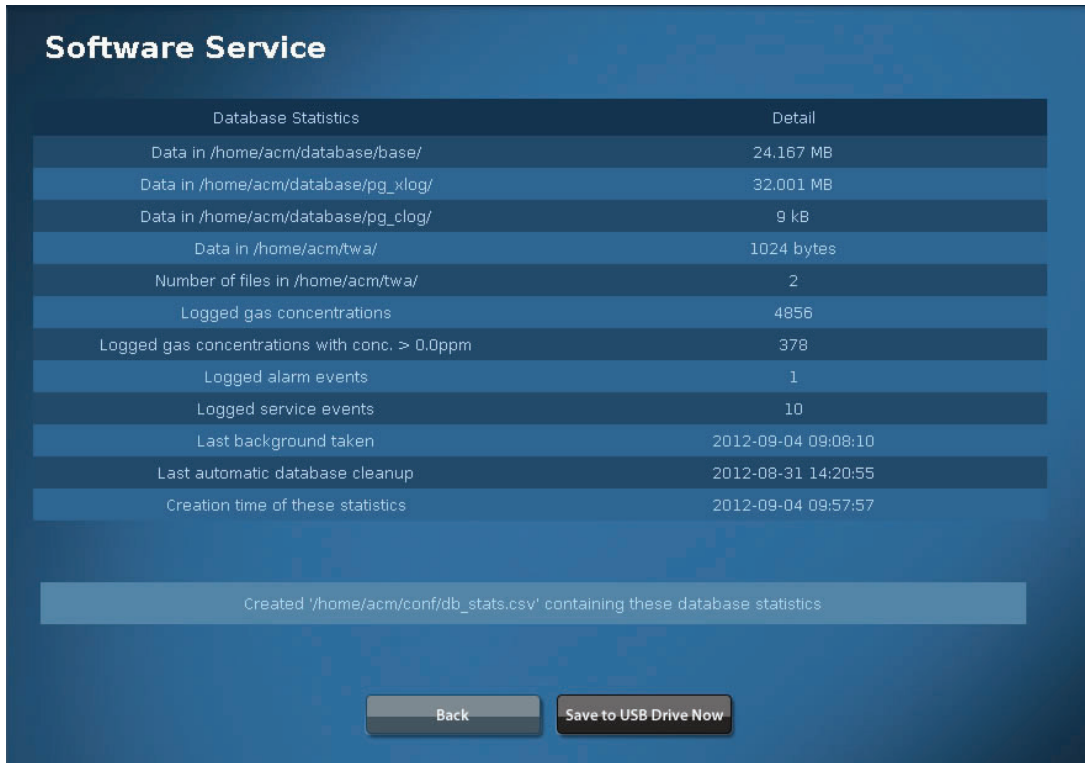 Software Service
Database Statistics Detail
Data in /home/acm/database/base/ 24.167 MB
Data in /home/acm/database/pg_xlog/ 32.001 MB
Data in /home/acm/database/pg_clog/ 9 kB
Data in /home/acm/twa/ 1024 bytes
Number of files in /home/acm/twa/ 2
Logged gas concentrations 4856
Logged gas concentrations with conc. > 0.0ppm 378
Logged alarm events 1
Logged service events 10
Last background taken 2012-09-04 09:08:10
Last automatic database cleanup 2012-08-31 14:20:55
Creation time of these statistics 2012-09-04 09:57:57
Created '/home/acm/conf/db_stats.csv' containing these database statistics
Back Save to USB Drive Now